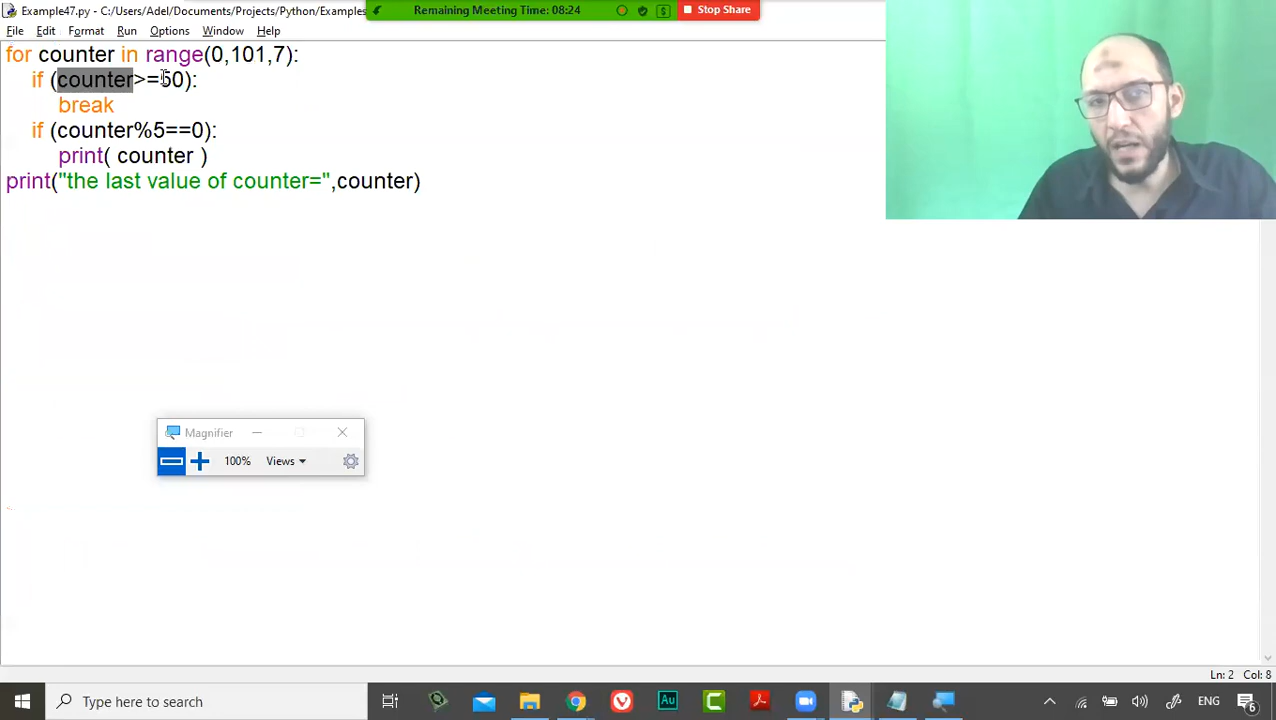 Example47.py - C:/Users/Adel/Documents/Projects/Python/Examples
Remaining Meeting Time: 08:24
Stop Share
File Edit Format Run Options Window Help
for counter in range(0,101,7):
if (counter>=50):
break
if (counter%5==0):
print( counter )
print("the last value of counter=",counter)
Magnifier
100% Views
Ln: 2 Col: 8
Type here to search
Au
ENG
6